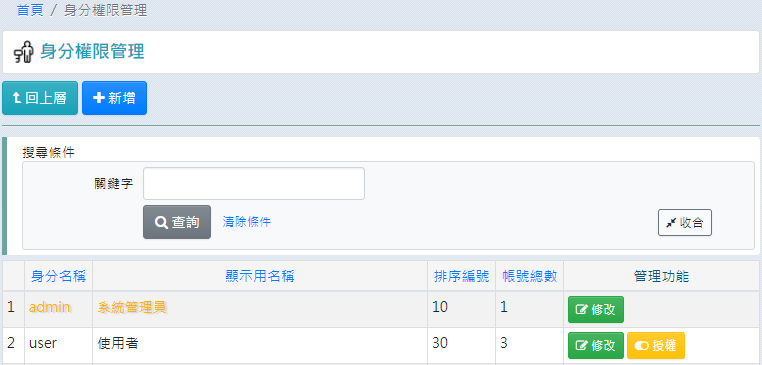 首頁 / 身分權限管理
身分權限管理
回上層 新增
搜尋條件
關鍵字
查詢 清除條件 收合
身分名稱 顯示用名稱 排序編號 帳號總數 管理功能
1 admin 系統管理員 10 1 修改
2 user 使用者 30 3 修改 授權